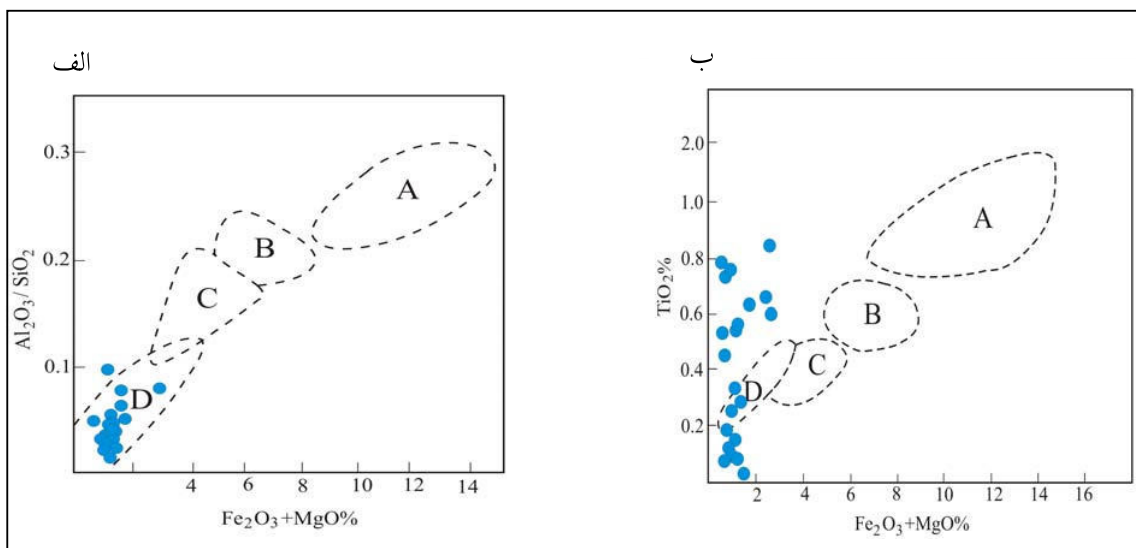 الف
0.3
0.2
0.1
Al₂O₃/ SiO₂
A
B
C
D
4 6 8 10 12 14
Fe₂O₃+MgO%
ب
2.0
1.0
0.8
0.6
0.4
0.2
TiO₂%
A
B
C
D
2 4 6 8 10 12 14 16
Fe₂O₃+MgO%